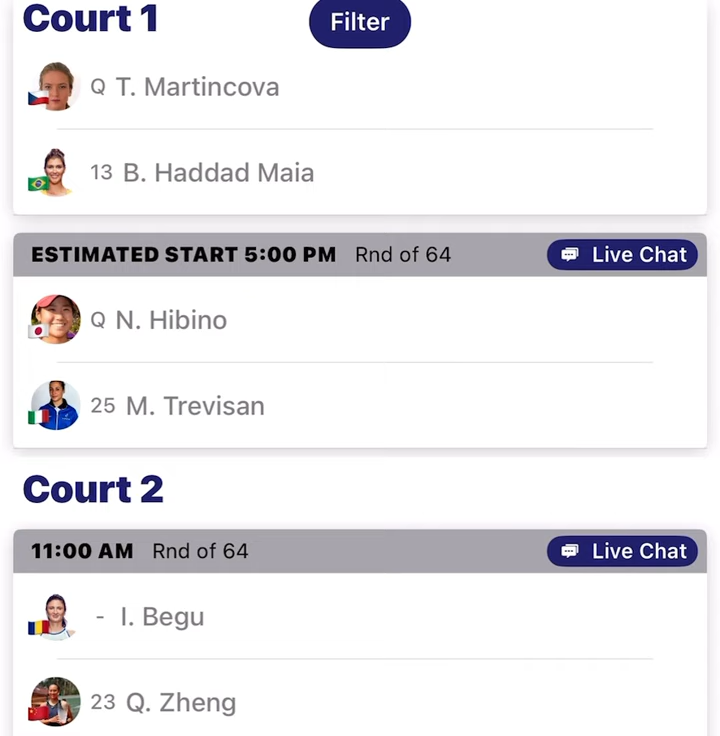 Court 1
Filter
Q T. Martincova
13 B. Haddad Maia
ESTIMATED START 5:00 PM Rnd of 64 Live Chat
Q N. Hibino
25 M. Trevisan
Court 2
11:00 AM Rnd of 64 Live Chat
- I. Begu
23 Q. Zheng